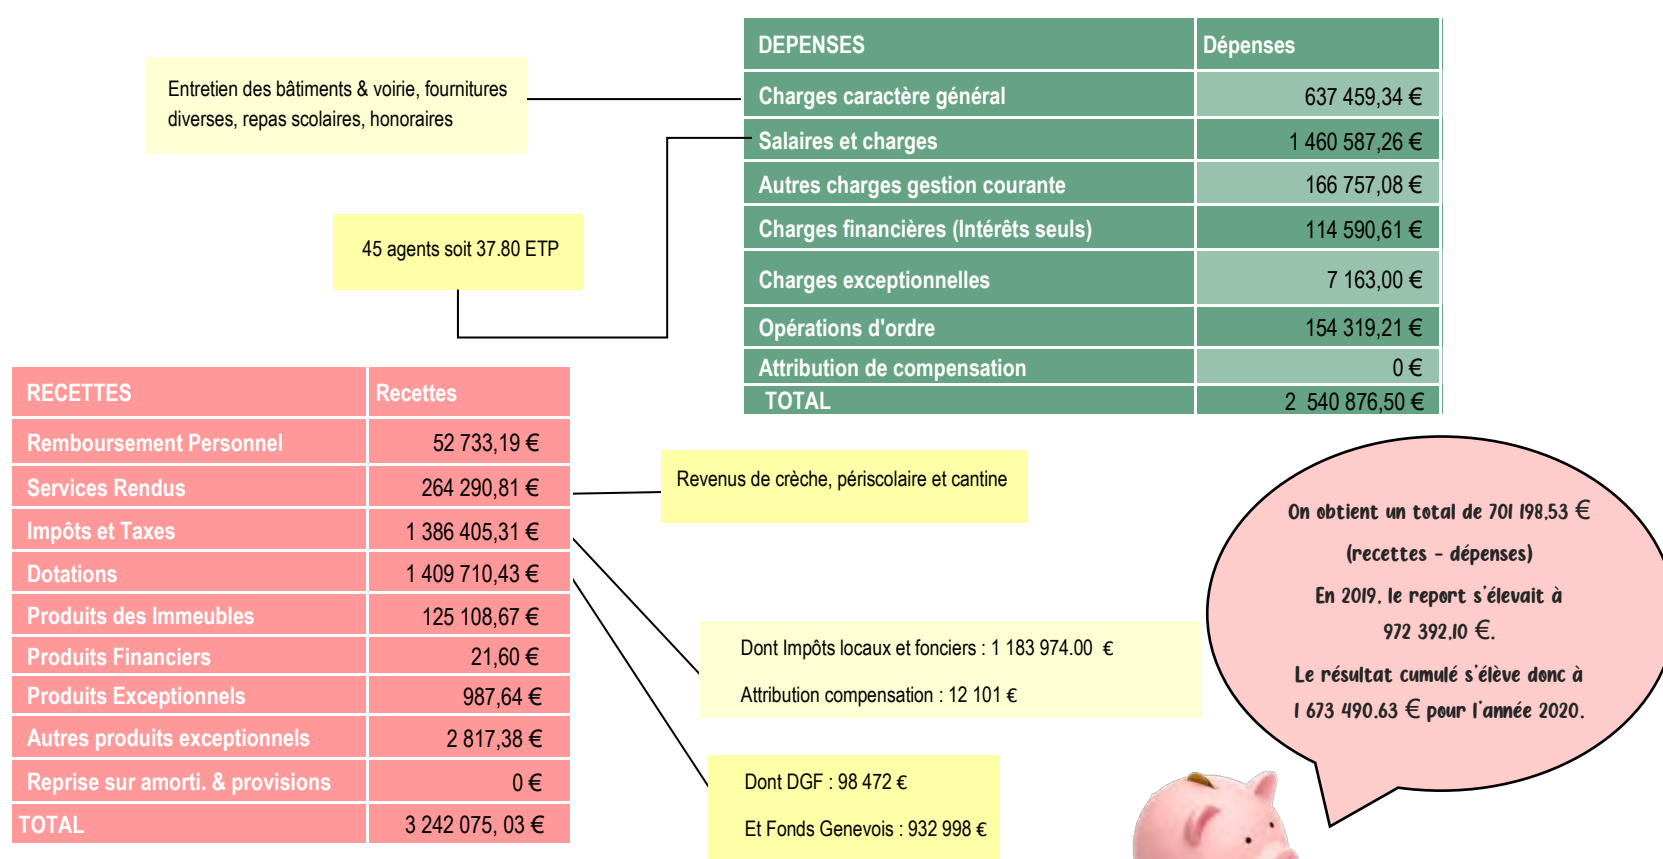 DEPENSES Dépenses
Entretien des bâtiments & voirie, fournitures
diverses, repas scolaires, honoraires
Charges caractère général 637 459,34 €
Salaires et charges 1 460 587,26 €
Autres charges gestion courante 166 757,08 €
45 agents soit 37.80 ETP
Charges financières (Intérêts seuls) 114 590,61 €
Charges exceptionnelles 7 163,00 €
Opérations d'ordre 154 319,21 €
Attribution de compensation 0 €
TOTAL 2 540 876,50 €
RECETTES Recettes
Remboursement Personnel 52 733,19 €
Services Rendus 264 290,81 €
Impôts et Taxes 1 386 405,31 €
Dotations 1 409 710,43 €
Produits des Immeubles 125 108,67 €
Produits Financiers 21,60 €
Produits Exceptionnels 987,64 €
Autres produits exceptionnels 2 817,38 €
Reprise sur amorti. & provisions 0 €
TOTAL 3 242 075, 03 €
Revenus de crèche, périscolaire et cantine
Dont Impôts locaux et fonciers : 1 183 974.00 €
Attribution compensation : 12 101 €
Dont DGF : 98 472 €
Et Fonds Genevois : 932 998 €
On obtient un total de 701 198,53 €
(recettes - dépenses)
En 2019, le report s'élevait à
972 392,10 €.
Le résultat cumulé s'élève donc à
1 673 490.63 € pour l'année 2020.